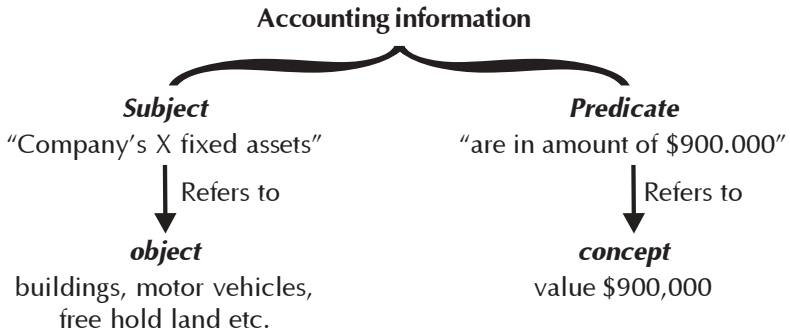 Accounting information
Subject Predicate
“Company’s X fixed assets” “are in amount of $900.000”
Refers to Refers to
object concept
buildings, motor vehicles, value $900,000
free hold land etc.